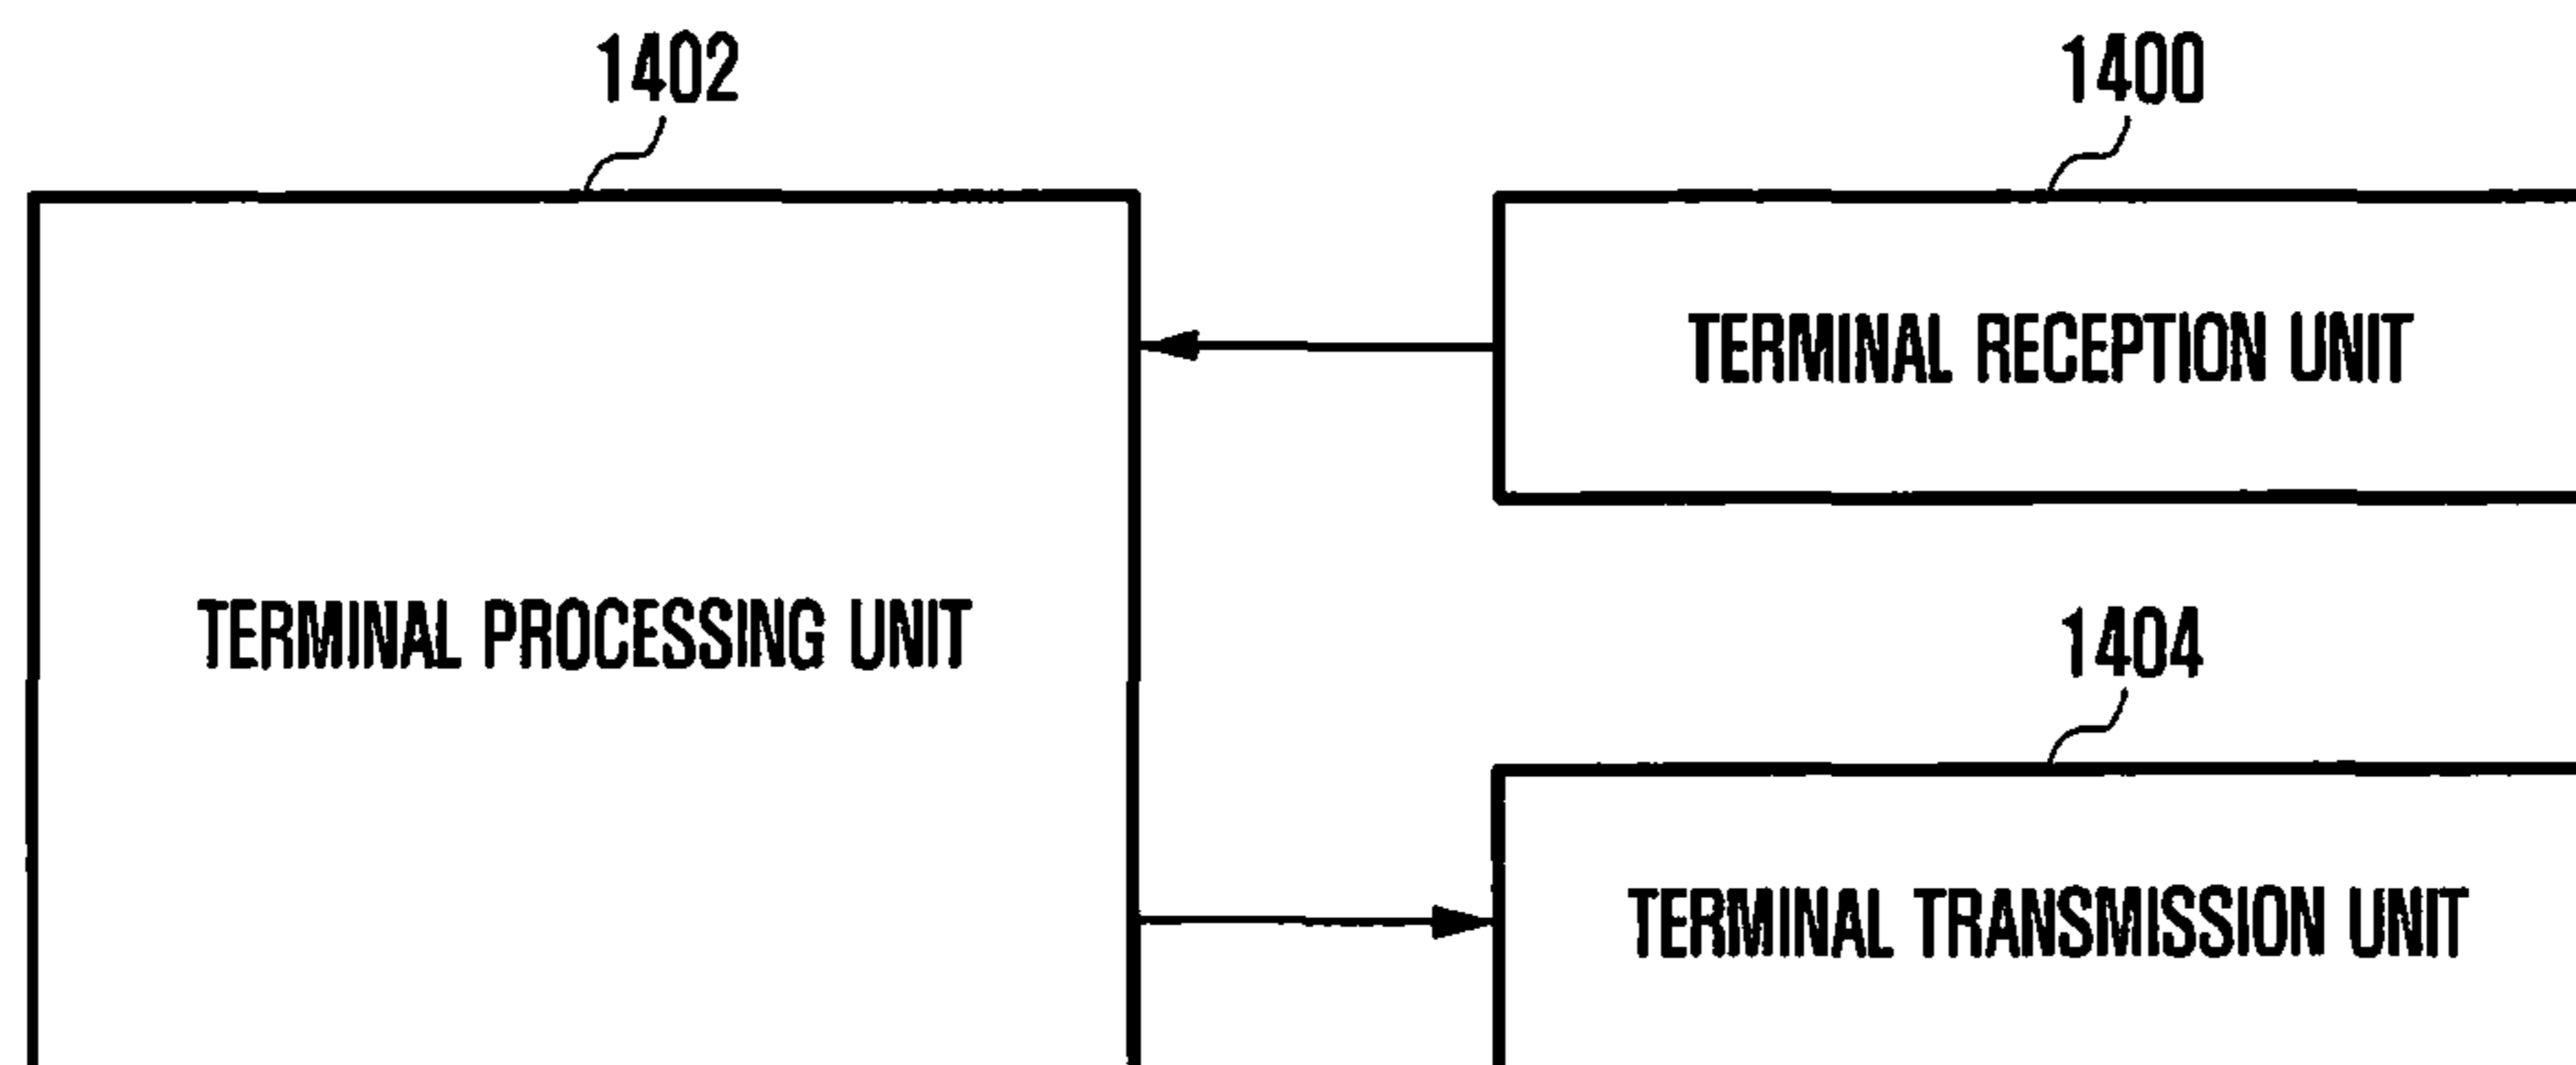 1402
1400
TERMINAL RECEPTION UNIT
TERMINAL PROCESSING UNIT
1404
TERMINAL TRANSMISSION UNIT